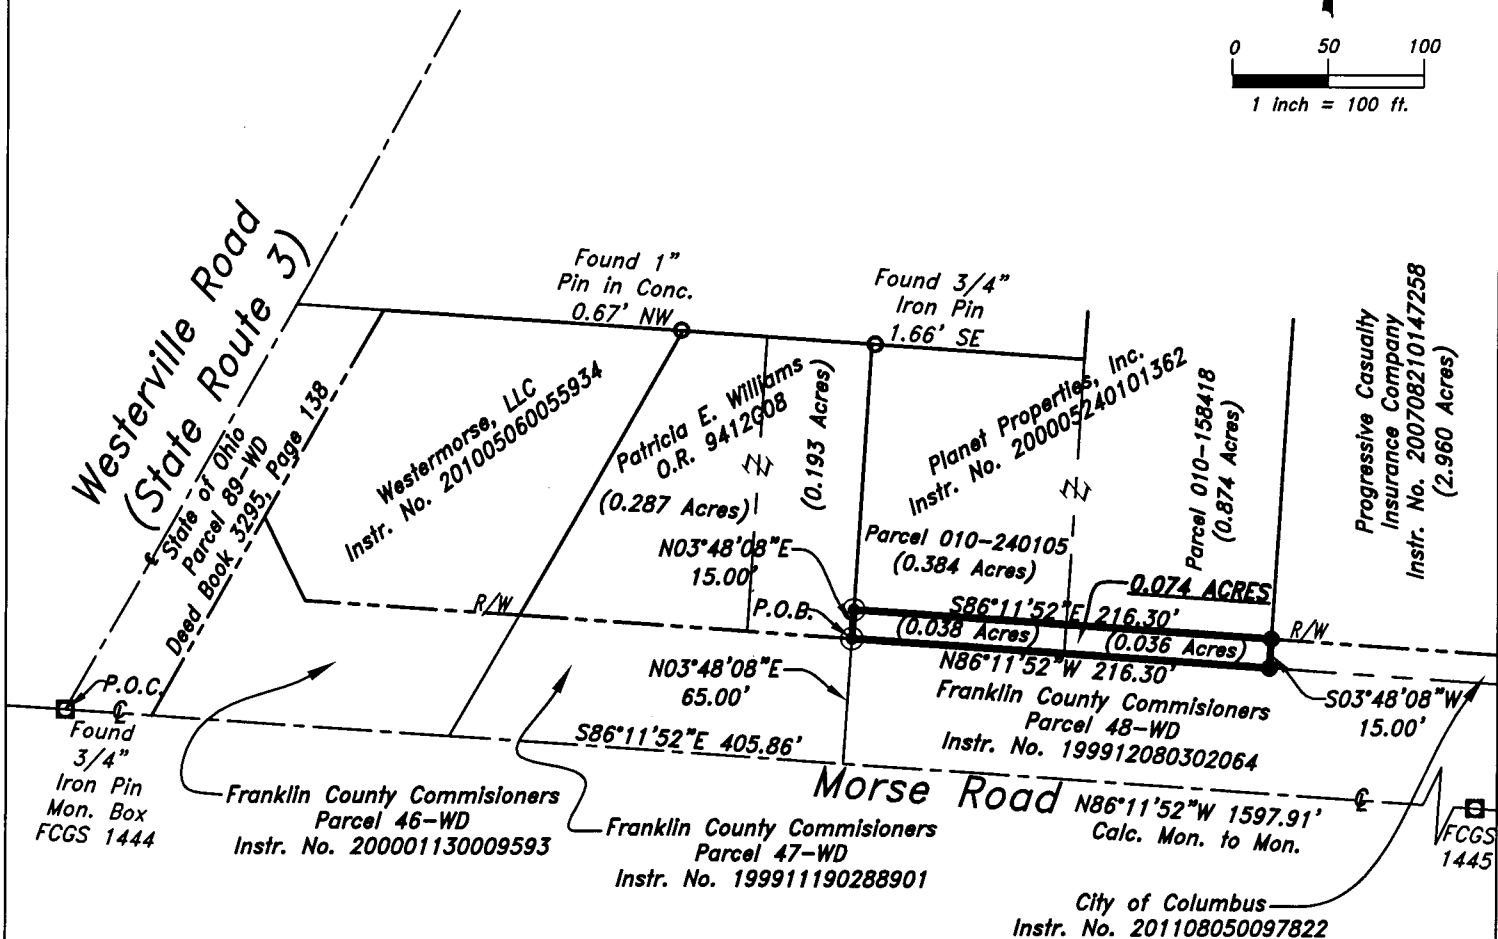 0 50 100
1 inch = 100 ft.
Westerville Road
(State Route 3)
Found 1"
Pin in Conc.
0.67' NW
Found 3/4"
Iron Pin
1.66' SE
Progressive Casualty
Insurance Company
Instr. No. 200708210147258
(2.960 Acres)
State of Ohio
Parcel 89-WD
Deed Book 3295, Page 138
Westermorse, LLC
Instr. No. 201005060055934
Patricia E. Williams
O.R. 9412G08
(0.287 Acres)
(0.193 Acres)
Planet Properties, Inc.
Instr. No. 200005240101362
Parcel 010-158418
(0.874 Acres)
Parcel 010-240105
(0.384 Acres)
N03°48'08"E
15.00'
0.074 ACRES
R/W
P.O.B.
S86°11'52"E 216.30'
(0.038 Acres)
(0.036 Acres)
R/W
N86°11'52"W 216.30'
N03°48'08"E
65.00'
Franklin County Commisioners
Parcel 48-WD
Instr. No. 199912080302064
S03°48'08"W
15.00'
P.O.C.
Found
3/4"
Iron Pin
Mon. Box
FCGS 1444
S86°11'52"E 405.86'
Morse Road
N86°11'52"W 1597.91'
Calc. Mon. to Mon.
FCGS
1445
Franklin County Commisioners
Parcel 46-WD
Instr. No. 200001130009593
Franklin County Commisioners
Parcel 47-WD
Instr. No. 199911190288901
City of Columbus
Instr. No. 201108050097822